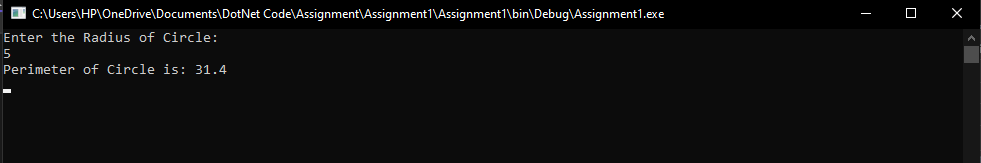 C:\Users\HP\OneDrive\Documents\DotNet Code\Assignment\Assignment1\Assignment1\bin\Debug\Assignment1.exe
Enter the Radius of Circle:
5
Perimeter of Circle is: 31.4